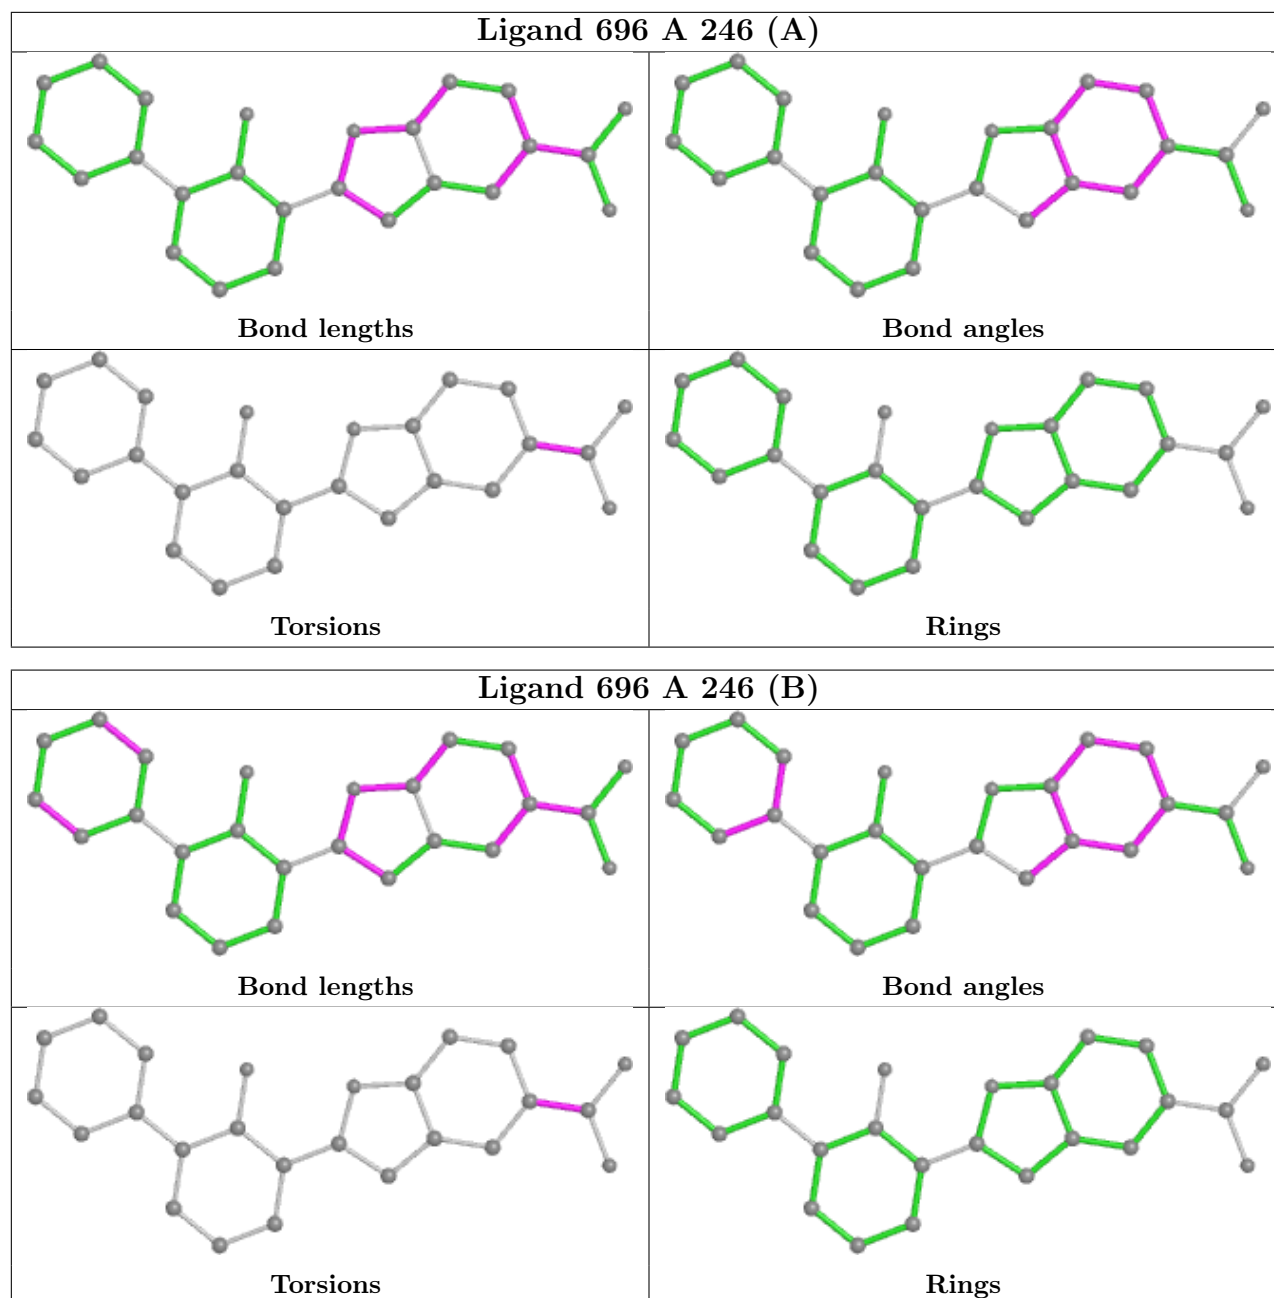 Ligand 696 A 246 (A)
Bond lengths
Bond angles
Torsions
Rings
Ligand 696 A 246 (B)
Bond lengths
Bond angles
Torsions
Rings